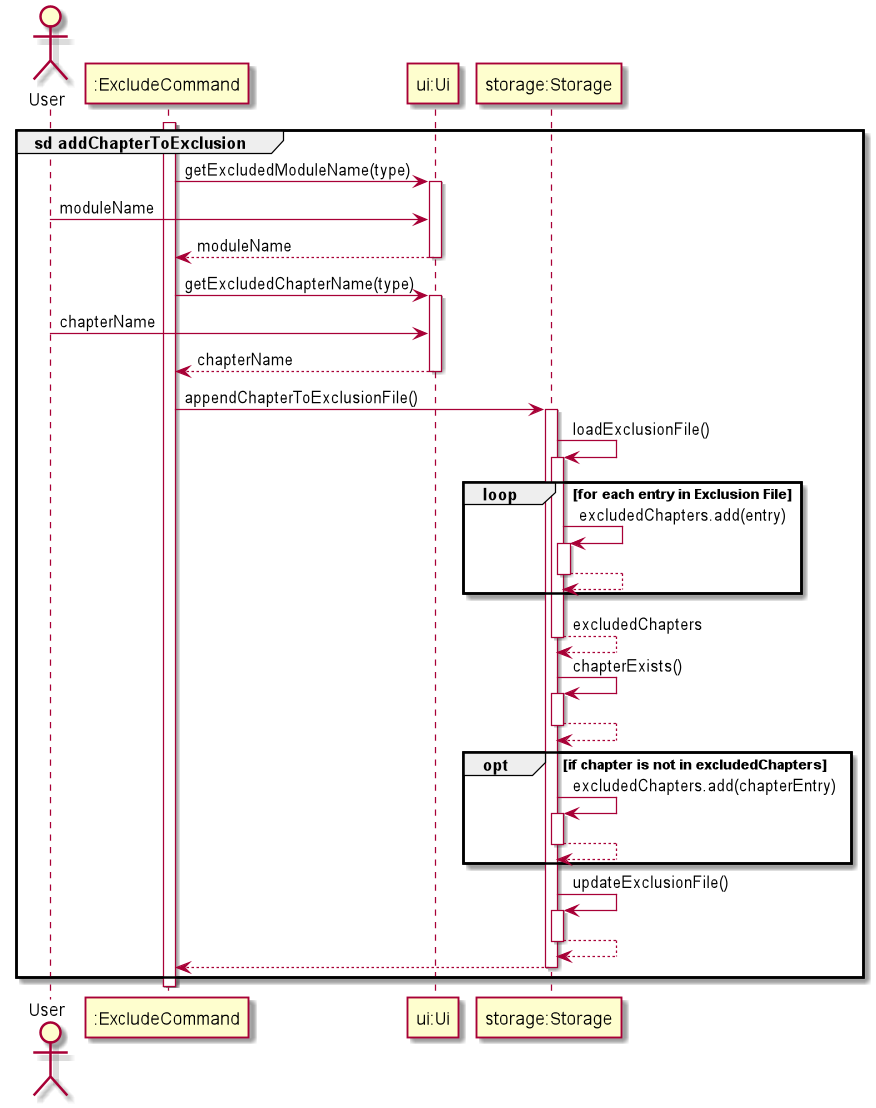 User
:ExcludeCommand
ui:Ui
storage:Storage
sd addChapterToExclusion
getExcludedModuleName(type)
moduleName
moduleName
getExcludedChapterName(type)
chapterName
chapterName
appendChapterToExclusionFile()
loadExclusionFile()
loop
[for each entry in Exclusion File]
excludedChapters.add(entry)
excludedChapters
chapterExists()
opt
[if chapter is not in excludedChapters]
excludedChapters.add(chapterEntry)
updateExclusionFile()
User
:ExcludeCommand
ui:Ui
storage:Storage